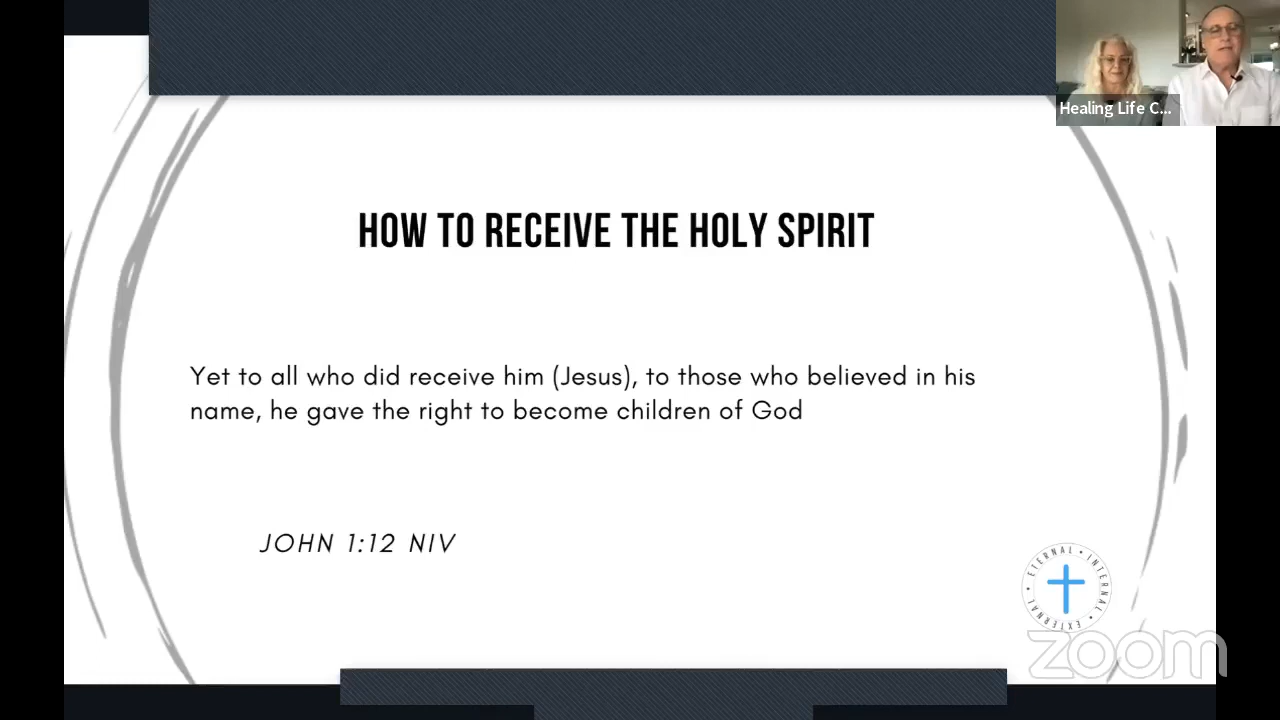 Healing Life C...
HOW TO RECEIVE THE HOLY SPIRIT
Yet to all who did receive him (Jesus), to those who believed in his
name, he gave the right to become children of God
JOHN 1:12 NIV
ETERNAL • INTERNAL • EXTERNAL •
zoom